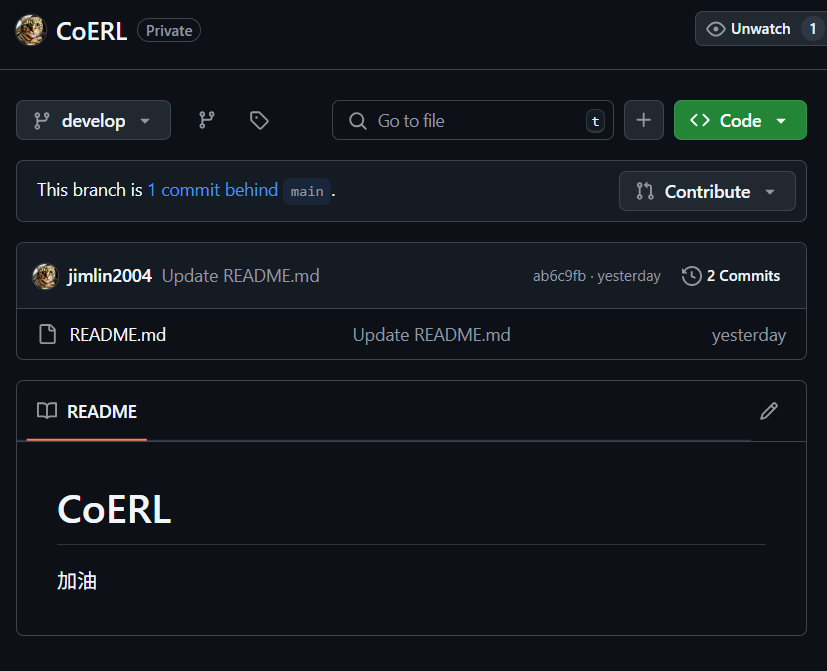 CoERL Private Unwatch 1
develop Go to file t Code
This branch is 1 commit behind main .
Contribute
jimlin2004 Update README.md ab6c9fb · yesterday 2 Commits
README.md Update README.md yesterday
README
CoERL
加油